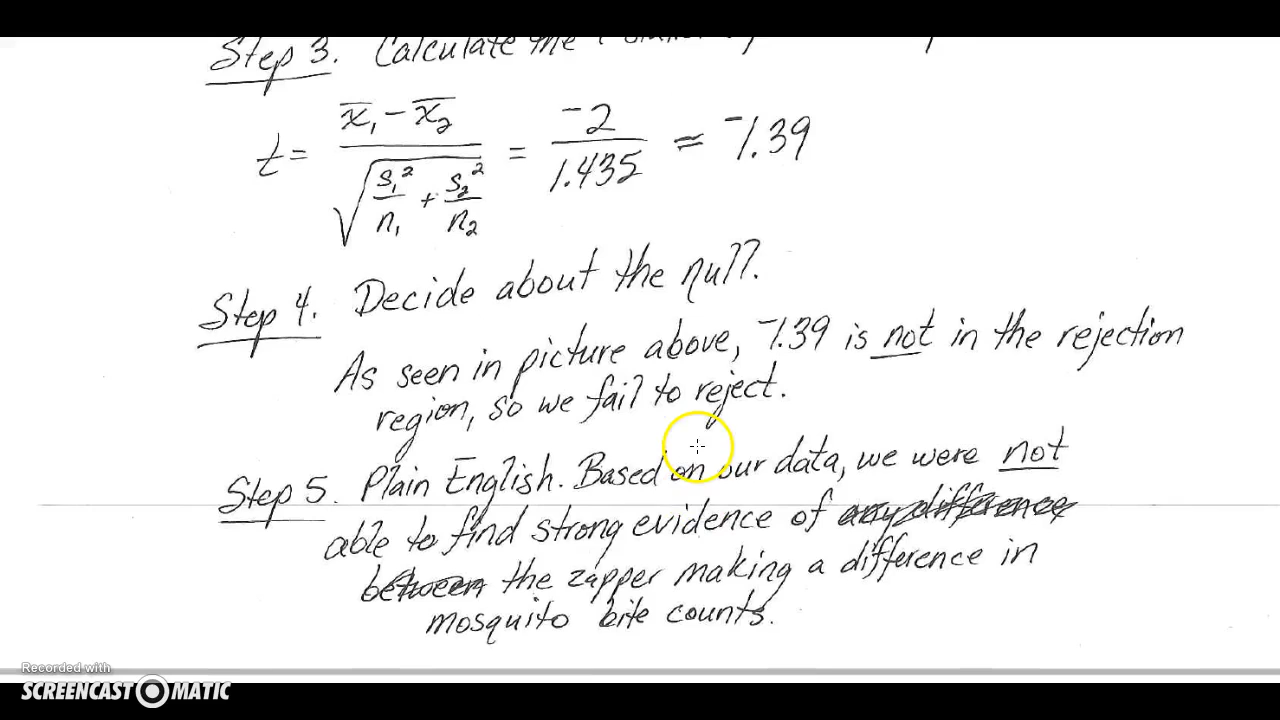 Step 3. Calculate the
t = x̄₁ - x̄₂ / √(s₁²/n₁ + s₂²/n₂) = ⁻2 / 1.435 ≈ ⁻1.39
Step 4. Decide about the null.
As seen in picture above, ⁻1.39 is not in the rejection
region, so we fail to reject.
Step 5. Plain English. Based on our data, we were not
able to find strong evidence of any difference
between the zapper making a difference in
mosquito bite counts.
Recorded with
SCREENCAST-O-MATIC